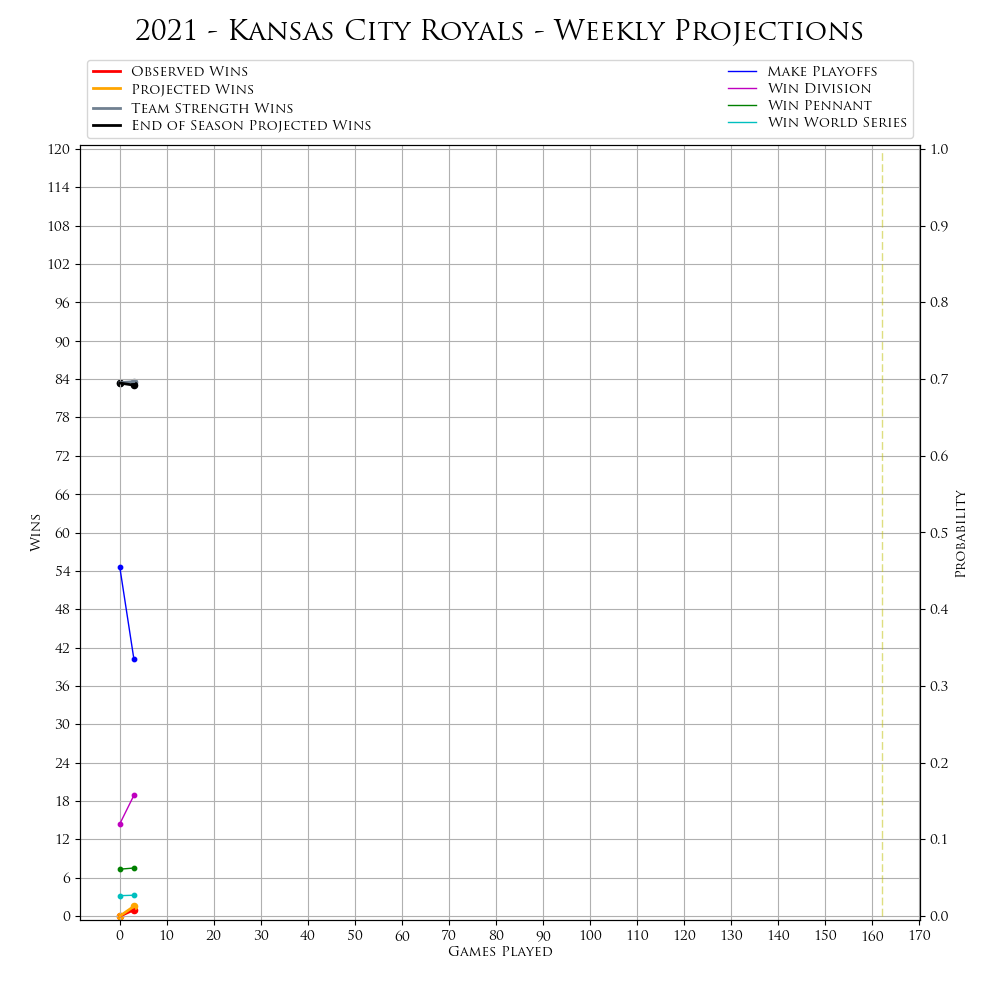 2021 - Kansas City Royals - Weekly Projections
Observed Wins
Projected Wins
Team Strength Wins
End of Season Projected Wins
Make Playoffs
Win Division
Win Pennant
Win World Series
120
114
108
102
96
90
84
78
72
66
60
54
48
42
36
30
24
18
12
6
0
Wins
1.0
0.9
0.8
0.7
0.6
0.5
0.4
0.3
0.2
0.1
0.0
Probability
0 10 20 30 40 50 60 70 80 90 100 110 120 130 140 150 160 170
Games Played